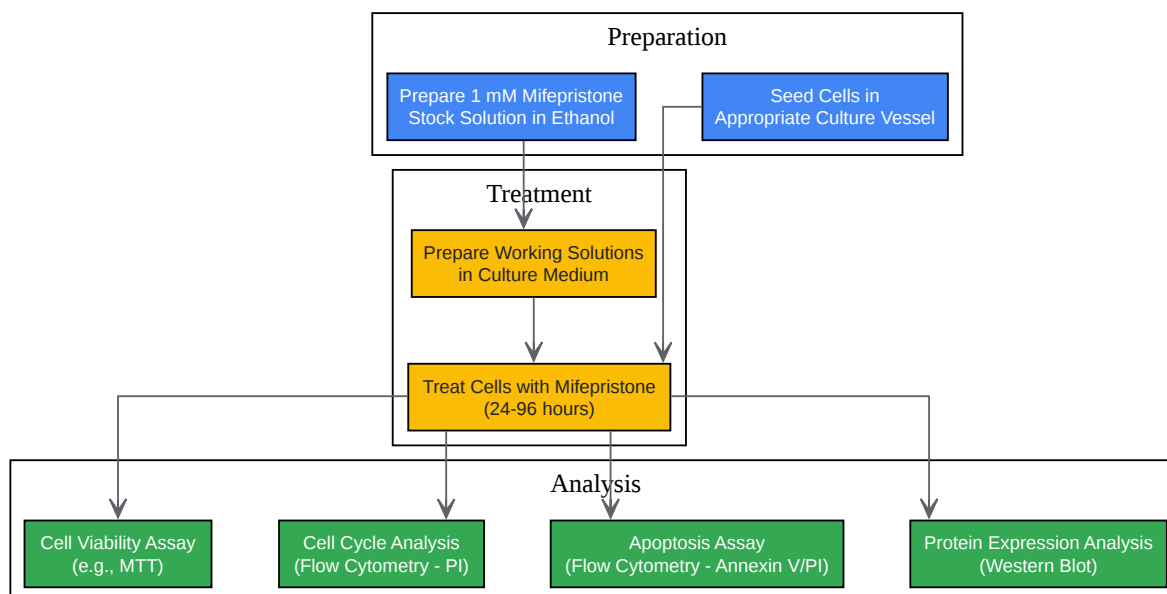 Preparation
Prepare 1 mM Mifepristone
Stock Solution in Ethanol
Seed Cells in
Appropriate Culture Vessel
Treatment
Prepare Working Solutions
in Culture Medium
Treat Cells with Mifepristone
(24-96 hours)
Analysis
Cell Viability Assay
(e.g., MTT)
Cell Cycle Analysis
(Flow Cytometry - PI)
Apoptosis Assay
(Flow Cytometry - Annexin V/PI)
Protein Expression Analysis
(Western Blot)